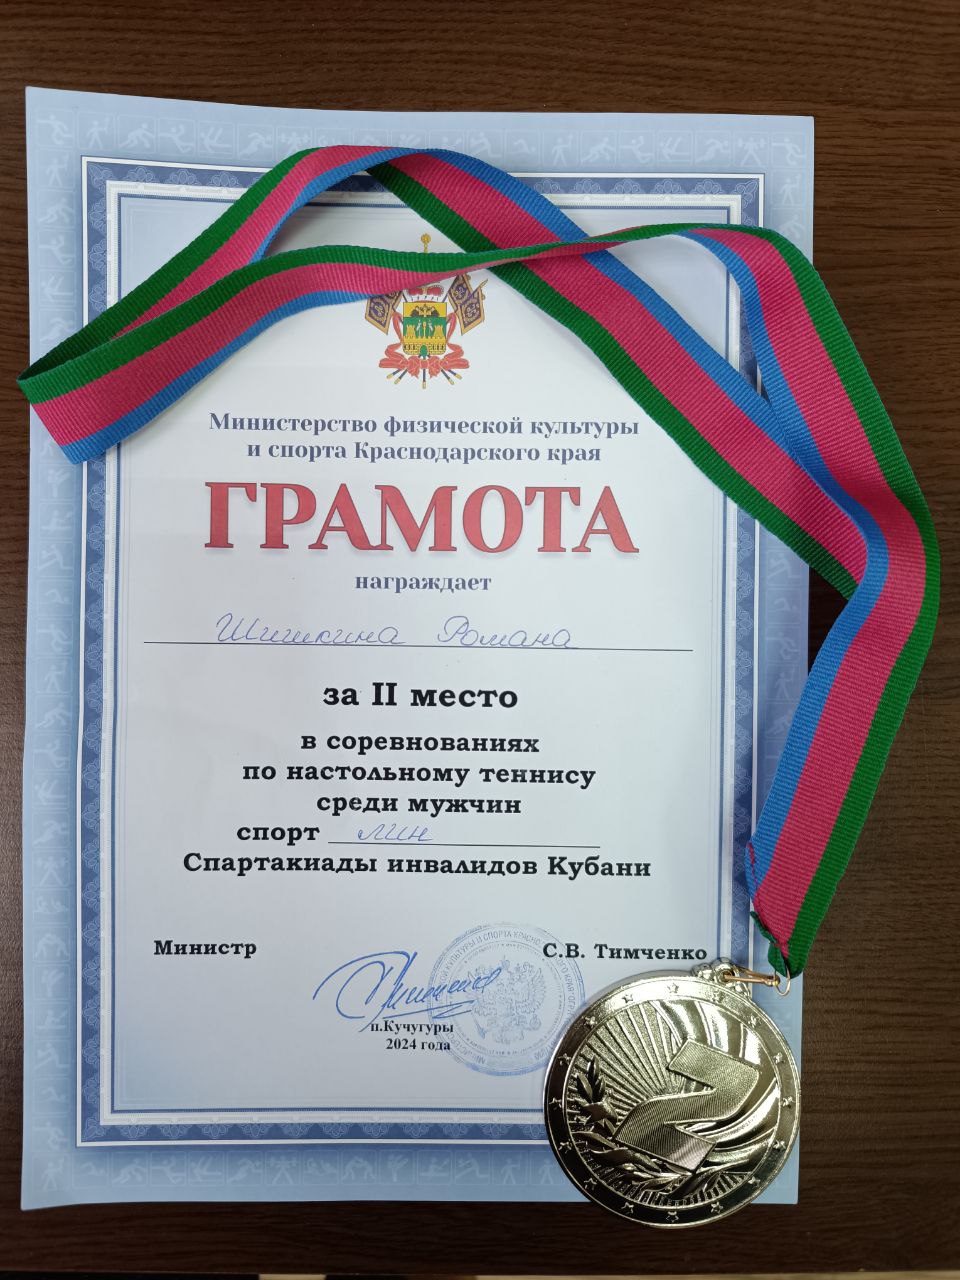 Министерство физической культуры
и спорта Краснодарского края
ГРАМОТА
награждает
Шишкина Романа
за II место
в соревнованиях
по настольному теннису
среди мужчин
спорт лин
Спартакиады инвалидов Кубани
Министр С.В. Тимченко
п.Кучугуры
2024 года
2